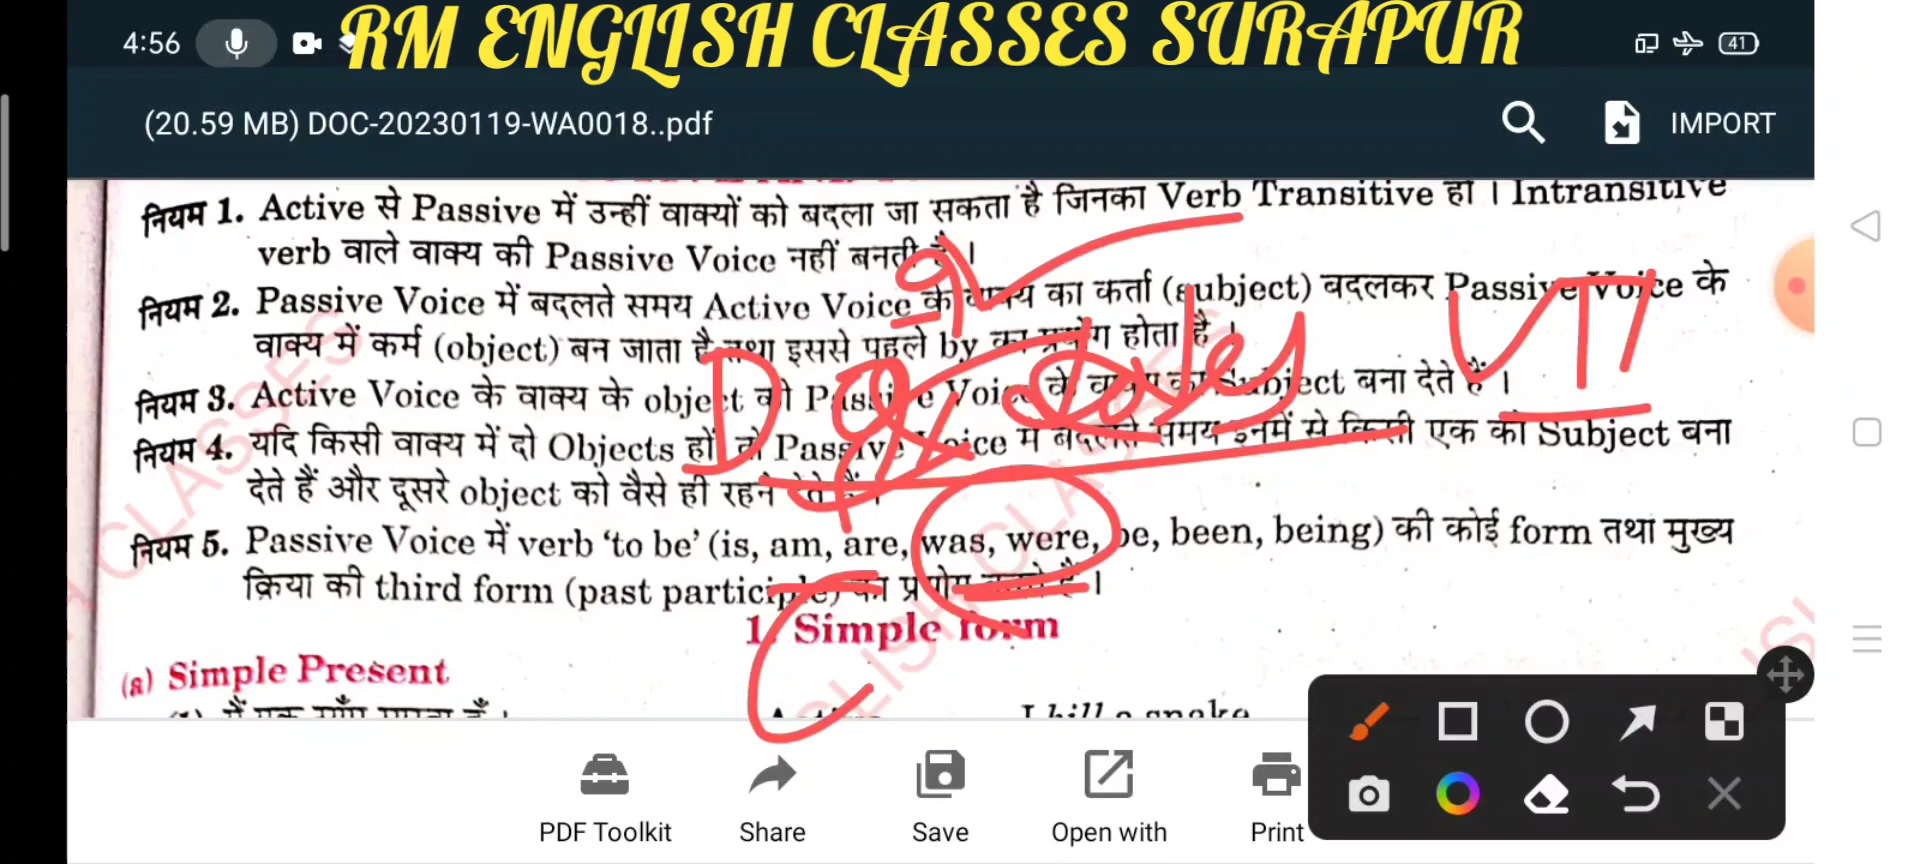 4:56 RM ENGLISH CLASSES SURAPUR 41
(20.59 MB) DOC-20230119-WA0018..pdf IMPORT
नियम 1. Active से Passive में उन्हीं वाक्यों को बदला जा सकता है जिनका Verb Transitive हो । Intransitive
verb वाले वाक्य की Passive Voice नहीं बनती है ।
नियम 2. Passive Voice में बदलते समय Active Voice के वाक्य का कर्ता (subject) बदलकर Passive Voice के
वाक्य में कर्म (object) बन जाता है तथा इससे पहले by का प्रयोग होता है ।
नियम 3. Active Voice के वाक्य के object को Passive Voice के वाक्य का Subject बना देते हैं ।
नियम 4. यदि किसी वाक्य में दो Objects हों तो Passive Voice में बदलते समय इनमें से किसी एक को Subject बना
देते हैं और दूसरे object को वैसे ही रहने देते हैं ।
नियम 5. Passive Voice में verb ‘to be’ (is, am, are, was, were, be, been, being) की कोई form तथा मुख्य
क्रिया की third form (past participle) का प्रयोग करते हैं ।
1. Simple form
(a) Simple Present
I kill a snake
PDF Toolkit Share Save Open with Print